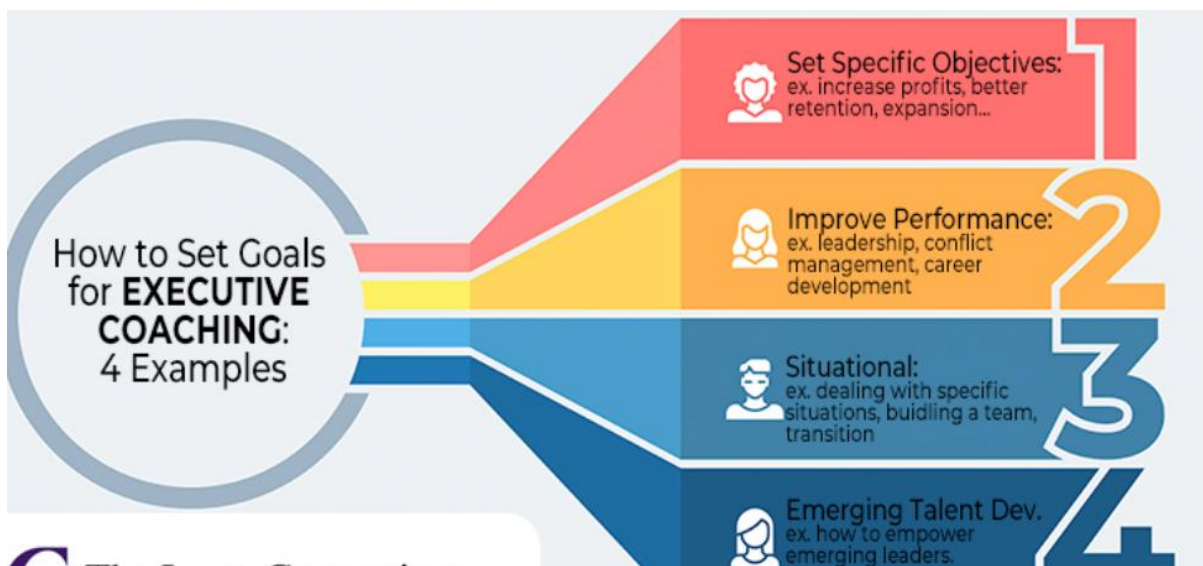 How to Set Goals
for EXECUTIVE
COACHING:
4 Examples
Set Specific Objectives:
ex. increase profits, better
retention, expansion...
1
Improve Performance:
ex. leadership, conflict
management, career
development
2
Situational:
ex. dealing with specific
situations, buidling a team,
transition
3
Emerging Talent Dev.
ex. how to empower
emerging leaders.
4